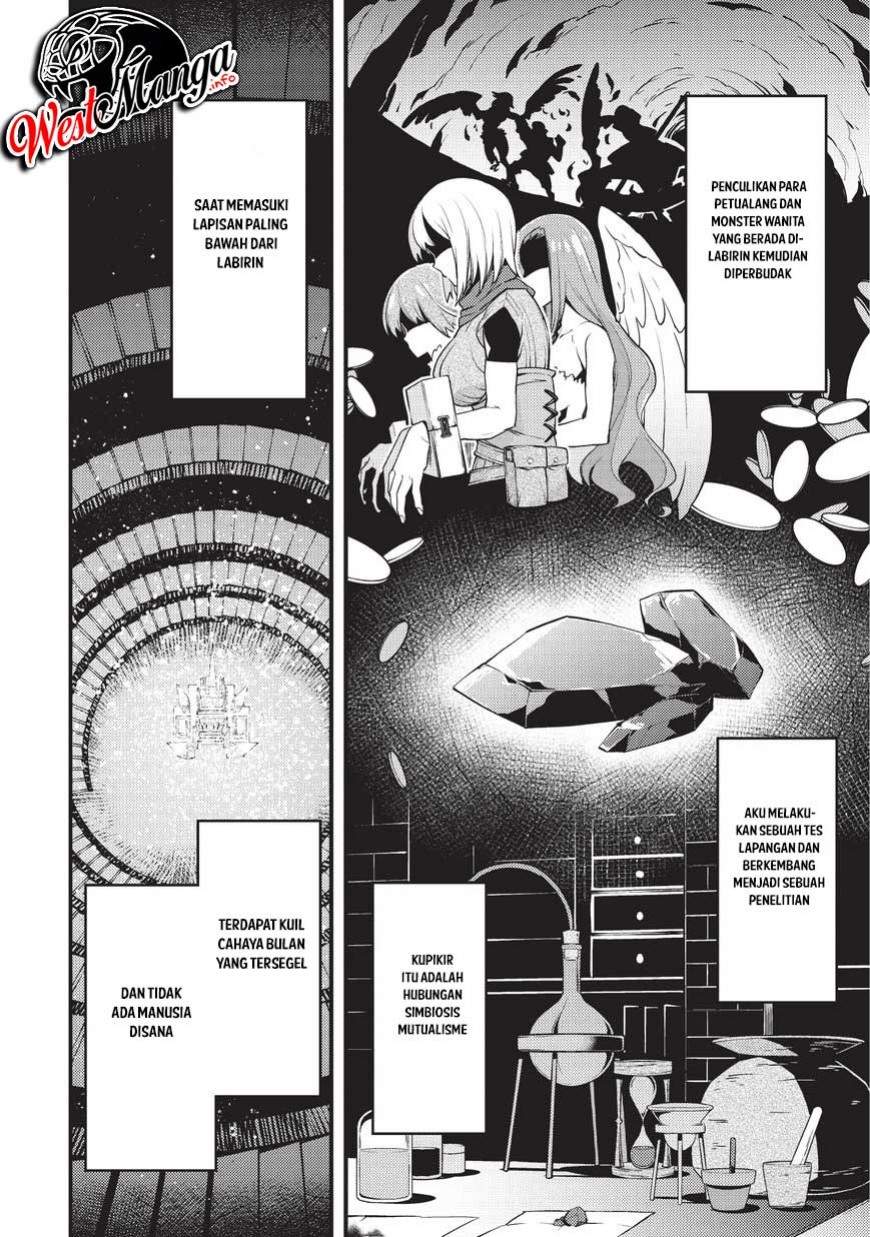 WestManga
.info
PENCULIKAN PARA
PETUALANG DAN
MONSTER WANITA
YANG BERADA DI-
LABIRIN KEMUDIAN
DIPERBUDAK
AKU MELAKU-
KAN SEBUAH TES
LAPANGAN DAN
BERKEMBANG
MENJADI SEBUAH
PENELITIAN
KUPIKIR
ITU ADALAH
HUBUNGAN
SIMBIOSIS
MUTUALISME
SAAT MEMASUKI
LAPISAN PALING
BAWAH DARI
LABIRIN
TERDAPAT KUIL
CAHAYA BULAN
YANG TERSEGEL
DAN TIDAK
ADA MANUSIA
DISANA